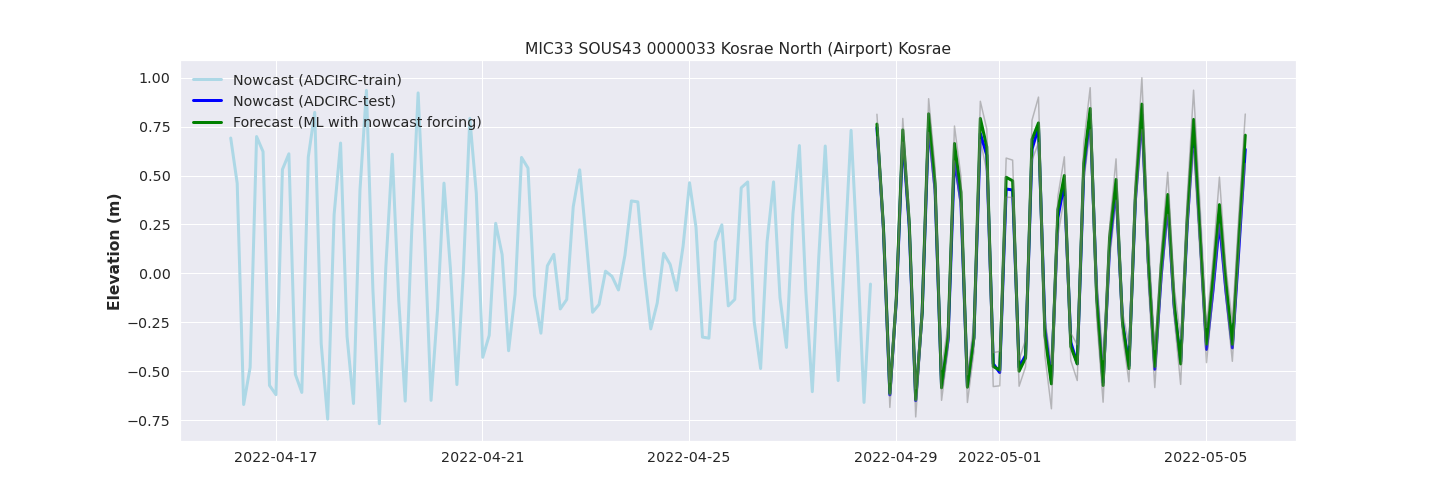 MIC33 SOUS43 0000033 Kosrae North (Airport) Kosrae
Nowcast (ADCIRC-train)
Nowcast (ADCIRC-test)
Forecast (ML with nowcast forcing)
Elevation (m)
1.00
0.75
0.50
0.25
0.00
−0.25
−0.50
−0.75
2022-04-17 2022-04-21 2022-04-25 2022-04-29 2022-05-01 2022-05-05